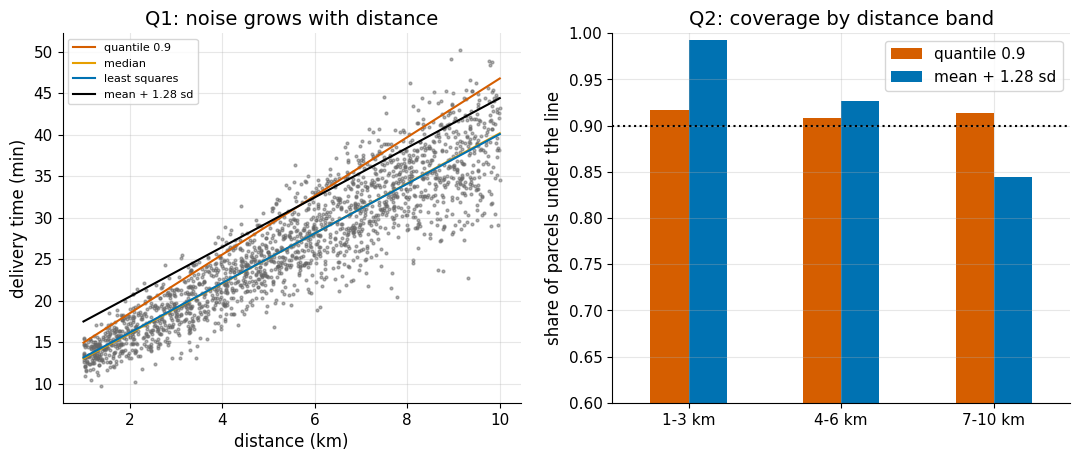 Q1: noise grows with distance
quantile 0.9
median
least squares
mean + 1.28 sd
delivery time (min)
50
45
40
35
30
25
20
15
10
2 4 6 8 10
distance (km)
Q2: coverage by distance band
quantile 0.9
mean + 1.28 sd
share of parcels under the line
1.00
0.95
0.90
0.85
0.80
0.75
0.70
0.65
0.60
1-3 km 4-6 km 7-10 km